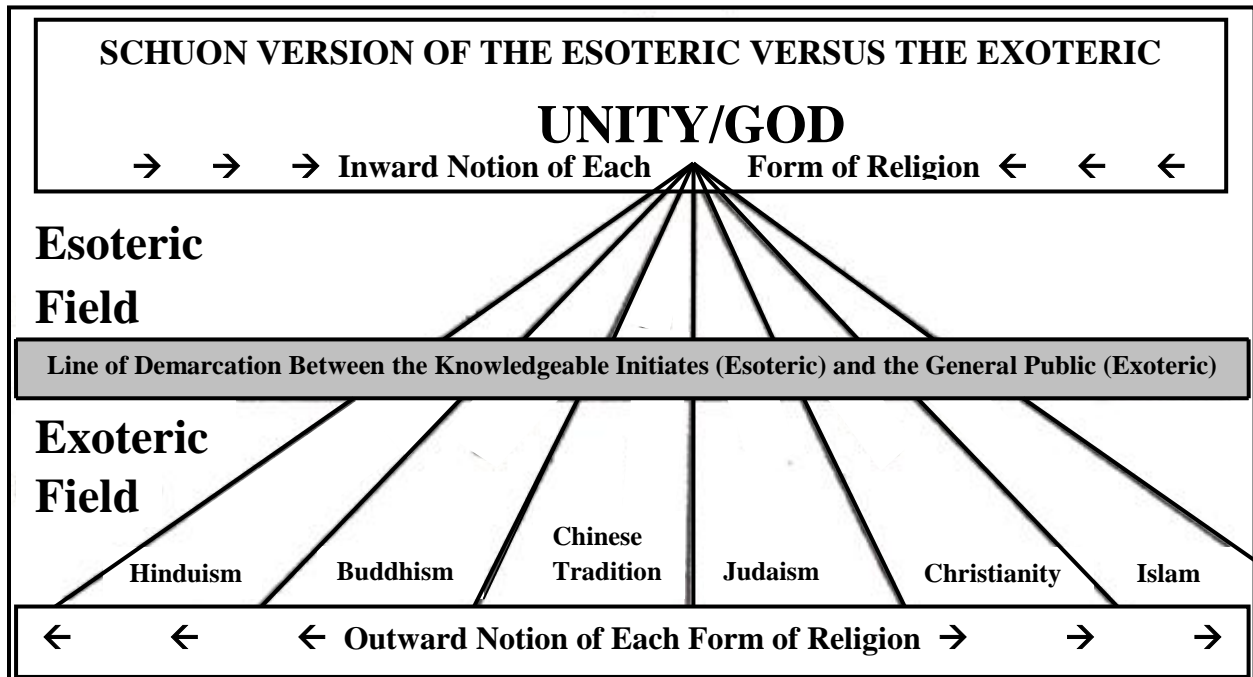 SCHUON VERSION OF THE ESOTERIC VERSUS THE EXOTERIC
UNITY/GOD
→ → → Inward Notion of Each Form of Religion ← ← ←
Esoteric
Field
Line of Demarcation Between the Knowledgeable Initiates (Esoteric) and the General Public (Exoteric)
Exoteric
Field
Hinduism
Buddhism
Chinese
Tradition
Judaism
Christianity
Islam
← ← ← Outward Notion of Each Form of Religion → → →